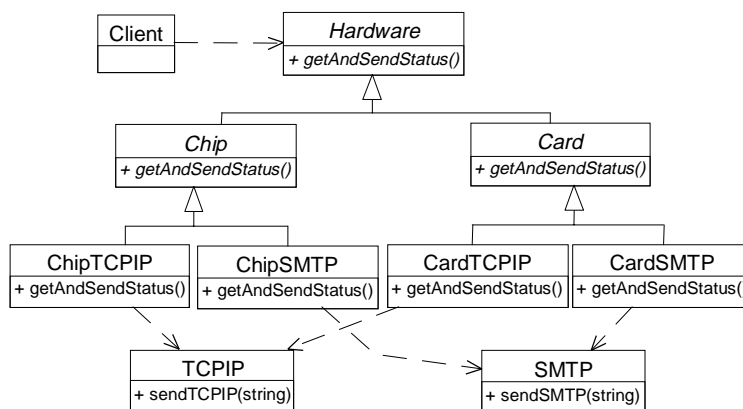 Client
Hardware
+ getAndSendStatus()
Chip
+ getAndSendStatus()
Card
+ getAndSendStatus()
ChipTCPIP
+ getAndSendStatus()
ChipSMTP
+ getAndSendStatus()
CardTCPIP
+ getAndSendStatus()
CardSMTP
+ getAndSendStatus()
TCPIP
+ sendTCPIP(string)
SMTP
+ sendSMTP(string)